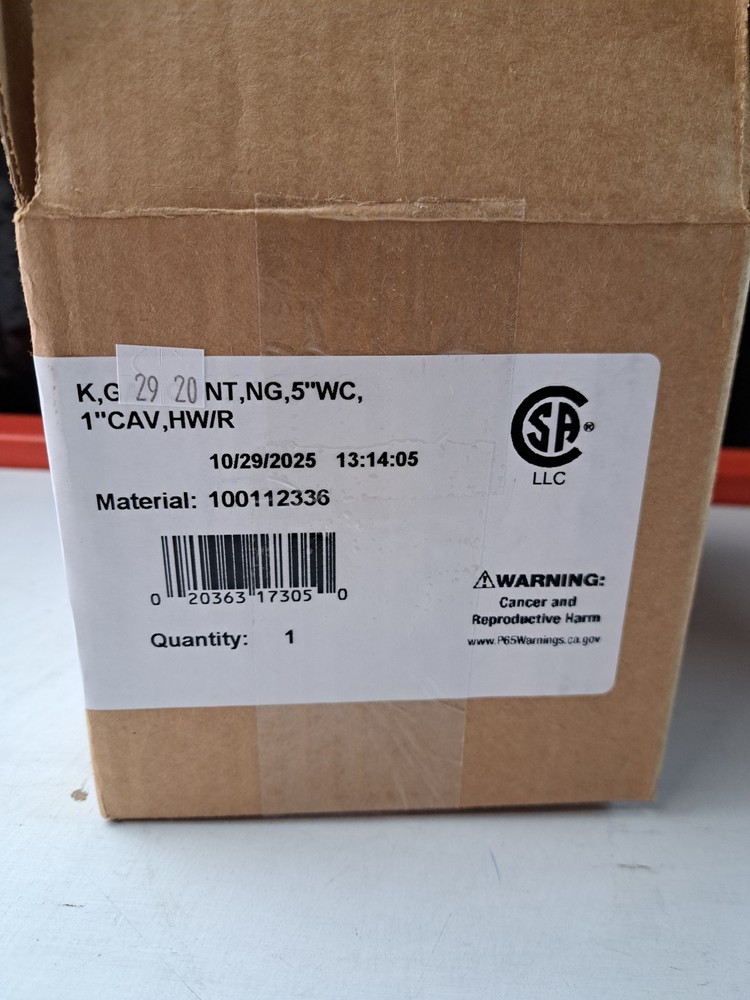 K,G 29 20 NT,NG,5"WC,
1"CAV,HW/R
10/29/2025 13:14:05
Material: 100112336
0 20363 17305 0
Quantity: 1
CSA®
LLC
⚠WARNING:
Cancer and
Reproductive Harm
www.P65Warnings.ca.gov